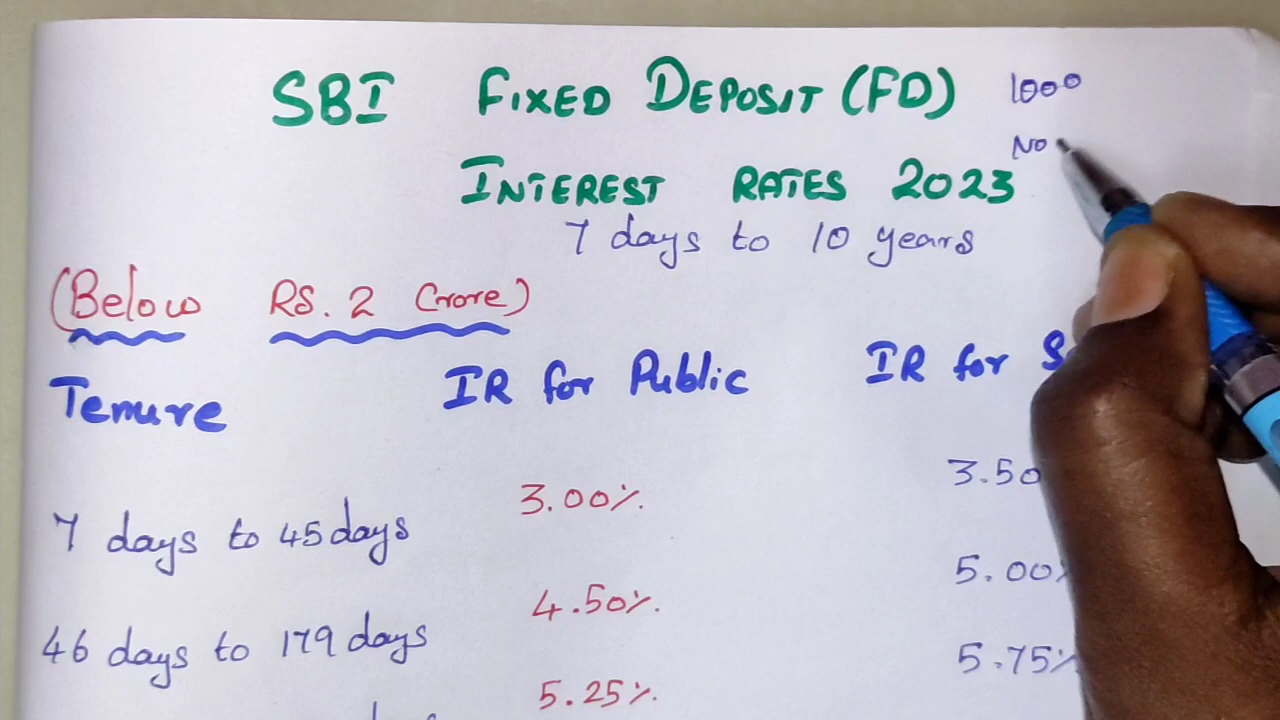 SBI FIXED DEPOSIT (FD) 1000
No
INTEREST RATES 2023
7 days to 10 years
(Below RS. 2 Crore)
Tenure IR for Public IR for S
7 days to 45 days 3.00% 3.50
46 days to 179 days 4.50% 5.00%
5.25% 5.75%